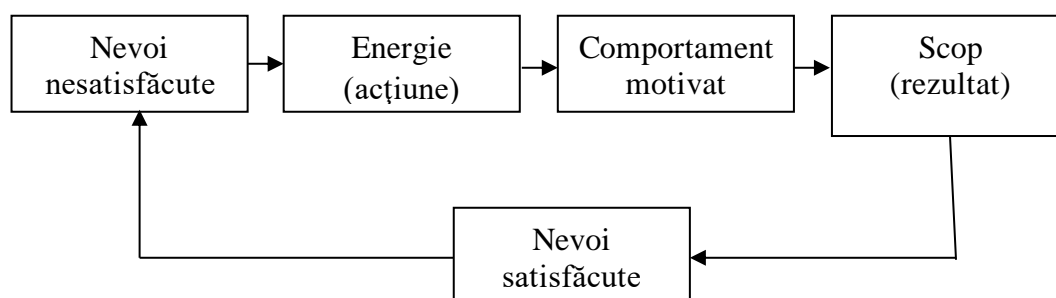 Nevoi
nesatisfăcute
Energie
(acţiune)
Comportament
motivat
Scop
(rezultat)
Nevoi
satisfăcute